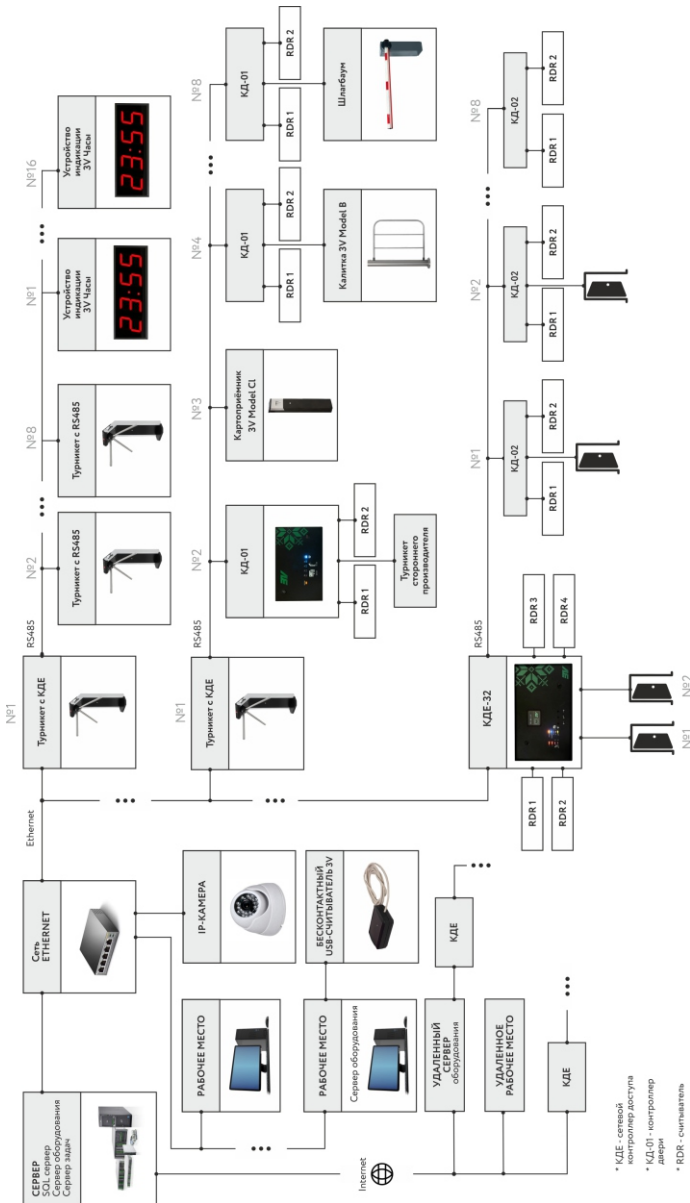 СЕРВЕР
SQL сервер
Сервер оборудования
Сервер задач
Сеть
ETHERNET
Ethernet
№1
Турникет с КДЕ
RS485
№2
Турникет с RS485
•••
№8
Турникет с RS485
№1
Устройство
индикации
3V Часы
23:55
•••
№16
Устройство
индикации
3V Часы
23:55
РАБОЧЕЕ МЕСТО
IP-КАМЕРА
•••
РАБОЧЕЕ МЕСТО
Сервер оборудования
БЕСКОНТАКТНЫЙ
USB-СЧИТЫВАТЕЛЬ 3V
•••
№1
Турникет с КДЕ
RS485
№2
КД-01
3V
RDR 1
RDR 2
Турникет
стороннего
производителя
№3
Картоприёмник
3V Model Cl
№4
КД-01
RDR 1
RDR 2
Калитка 3V Model B
•••
№8
КД-01
RDR 1
RDR 2
Шлагбаум
•••
Internet
УДАЛЕННЫЙ
СЕРВЕР
оборудования
КДЕ
•••
УДАЛЕННОЕ
РАБОЧЕЕ МЕСТО
КДЕ
•••
КДЕ-32
3V
RDR 1
RDR 2
RDR 3
RDR 4
№1
№2
RS485
№1
КД-02
RDR 1
RDR 2
№2
КД-02
RDR 1
RDR 2
•••
№8
КД-02
RDR 1
RDR 2
* КДЕ - сетевой
контроллер доступа
* КД-01 - контроллер
двери
* RDR - считыватель